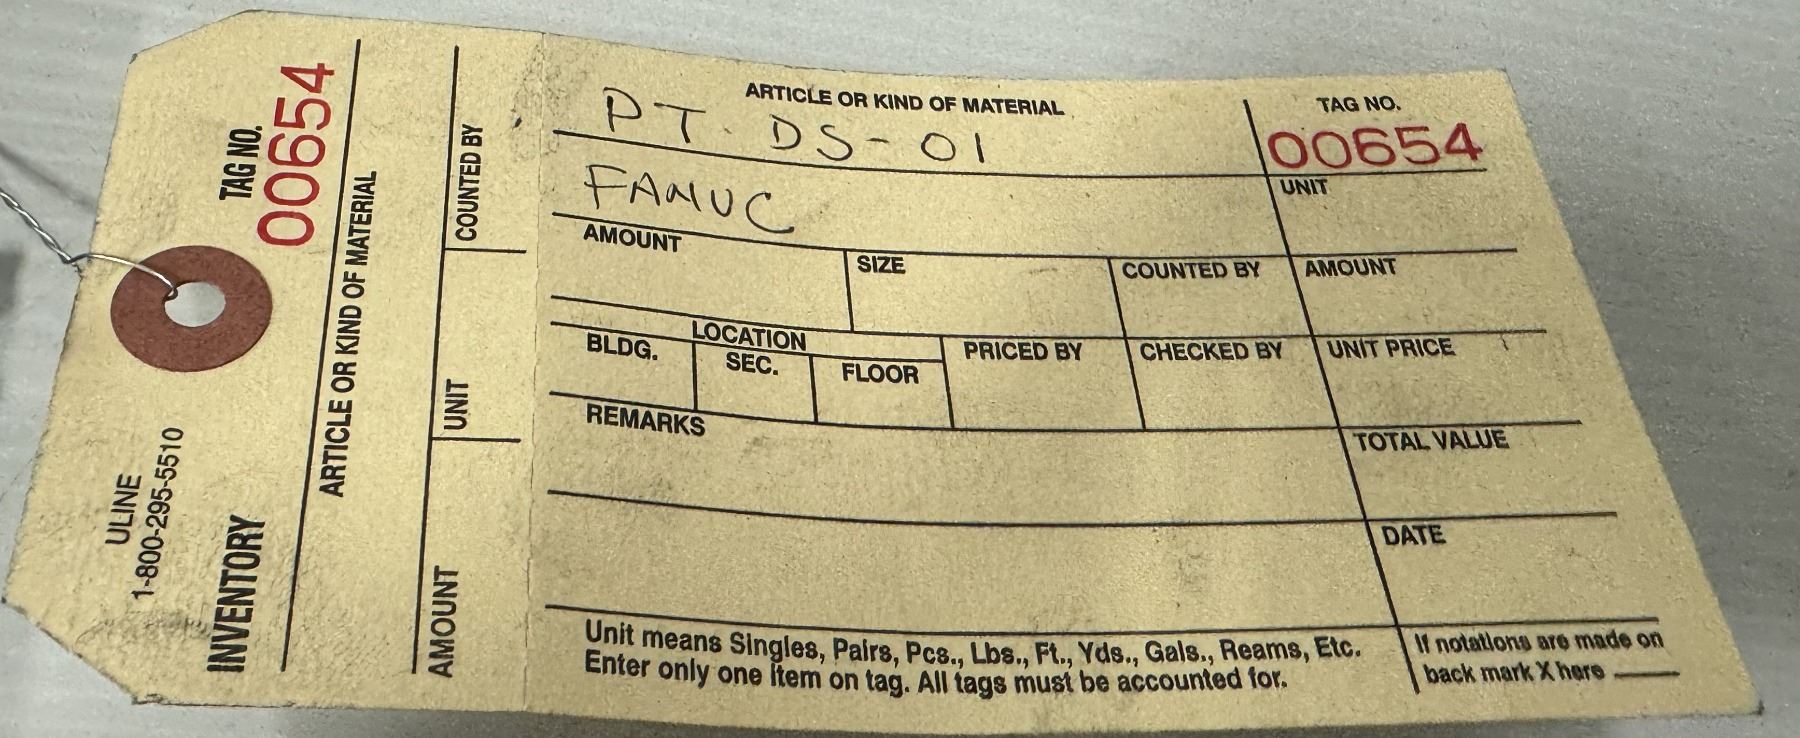 ULINE
1-800-295-5510
INVENTORY
TAG NO.
00654
ARTICLE OR KIND OF MATERIAL
COUNTED BY
UNIT
AMOUNT
ARTICLE OR KIND OF MATERIAL
PT. DS-01
TAG NO.
00654
FANUC
UNIT
AMOUNT
SIZE
COUNTED BY
AMOUNT
LOCATION
BLDG.
SEC.
FLOOR
PRICED BY
CHECKED BY
UNIT PRICE
REMARKS
TOTAL VALUE
DATE
Unit means Singles, Pairs, Pcs., Lbs., Ft., Yds., Gals., Reams, Etc.
Enter only one item on tag. All tags must be accounted for.
If notations are made on
back mark X here